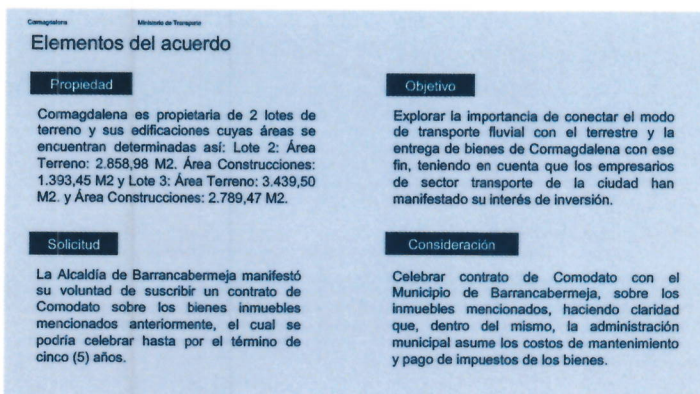 Cormagdalena
Ministerio de Transporte
Elementos del acuerdo
Propiedad
Cormagdalena es propietaria de 2 lotes de
terreno y sus edificaciones cuyas áreas se
encuentran determinadas así: Lote 2: Área
Terreno: 2.858,98 M2. Área Construcciones:
1.393,45 M2 y Lote 3: Área Terreno: 3.439,50
M2. y Área Construcciones: 2.789,47 M2.
Objetivo
Explorar la importancia de conectar el modo
de transporte fluvial con el terrestre y la
entrega de bienes de Cormagdalena con ese
fin, teniendo en cuenta que los empresarios
de sector transporte de la ciudad han
manifestado su interés de inversión.
Solicitud
La Alcaldía de Barrancabermeja manifestó
su voluntad de suscribir un contrato de
Comodato sobre los bienes inmuebles
mencionados anteriormente, el cual se
podría celebrar hasta por el término de
cinco (5) años.
Consideración
Celebrar contrato de Comodato con el
Municipio de Barrancabermeja, sobre los
inmuebles mencionados, haciendo claridad
que, dentro del mismo, la administración
municipal asume los costos de mantenimiento
y pago de impuestos de los bienes.